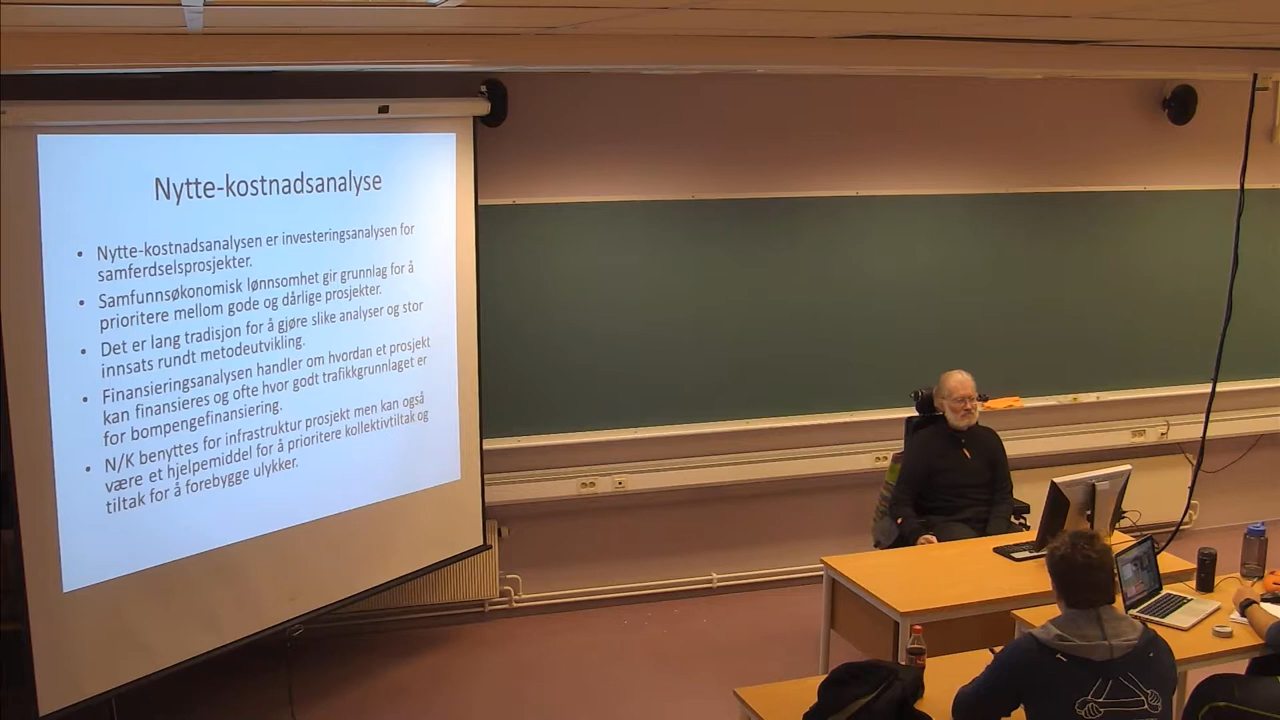 Nytte-kostnadsanalyse
• Nytte-kostnadsanalysen er investeringsanalysen for
samferdselsprosjekter.
• Samfunnsøkonomisk lønnsomhet gir grunnlag for å
prioritere mellom gode og dårlige prosjekter.
• Det er lang tradisjon for å gjøre slike analyser og stor
innsats rundt metodeutvikling.
• Finansieringsanalysen handler om hvordan et prosjekt
kan finansieres og ofte hvor godt trafikkgrunnlaget er
for bompengefinansiering.
• N/K benyttes for infrastruktur prosjekt men kan også
være et hjelpemiddel for å prioritere kollektivtiltak og
tiltak for å forebygge ulykker.